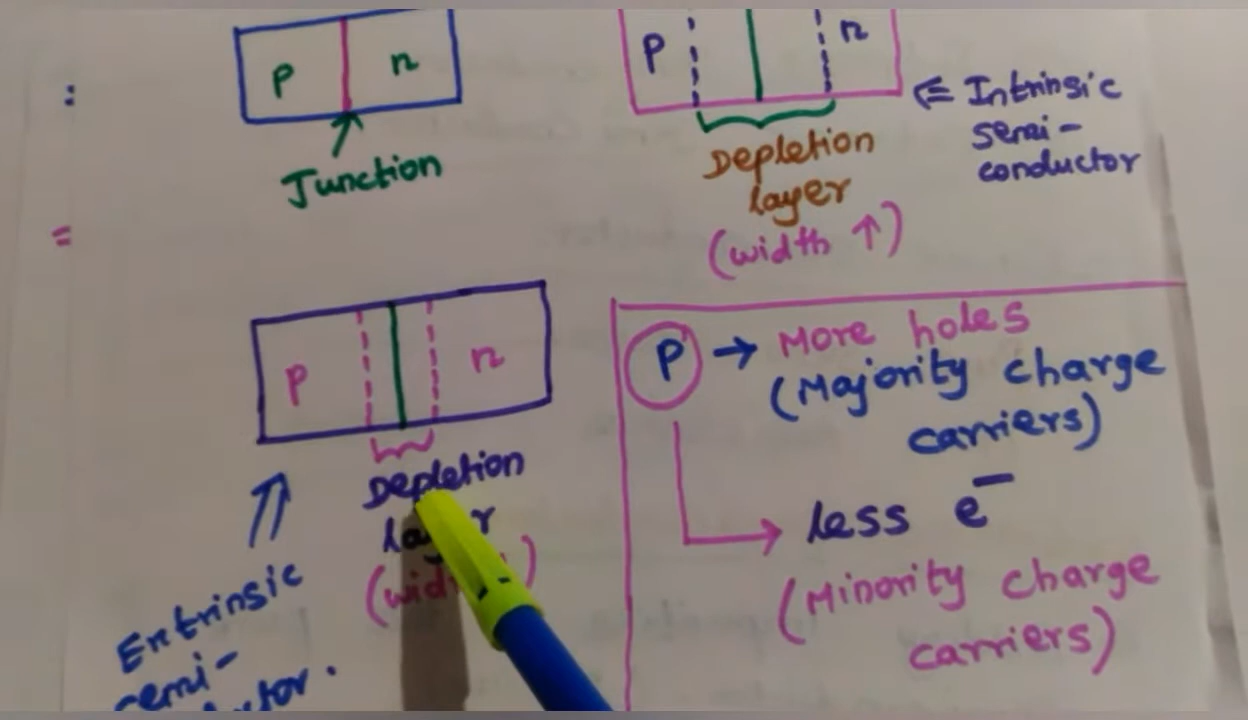 :
p n
Junction
p n
⇐ Intrinsic
semi-
conductor
Depletion
layer
(width ↑)
=
p n
Depletion
Extrinsic
semi-
P → More holes
(Majority charge
carriers)
less e⁻
(Minority charge
carriers)